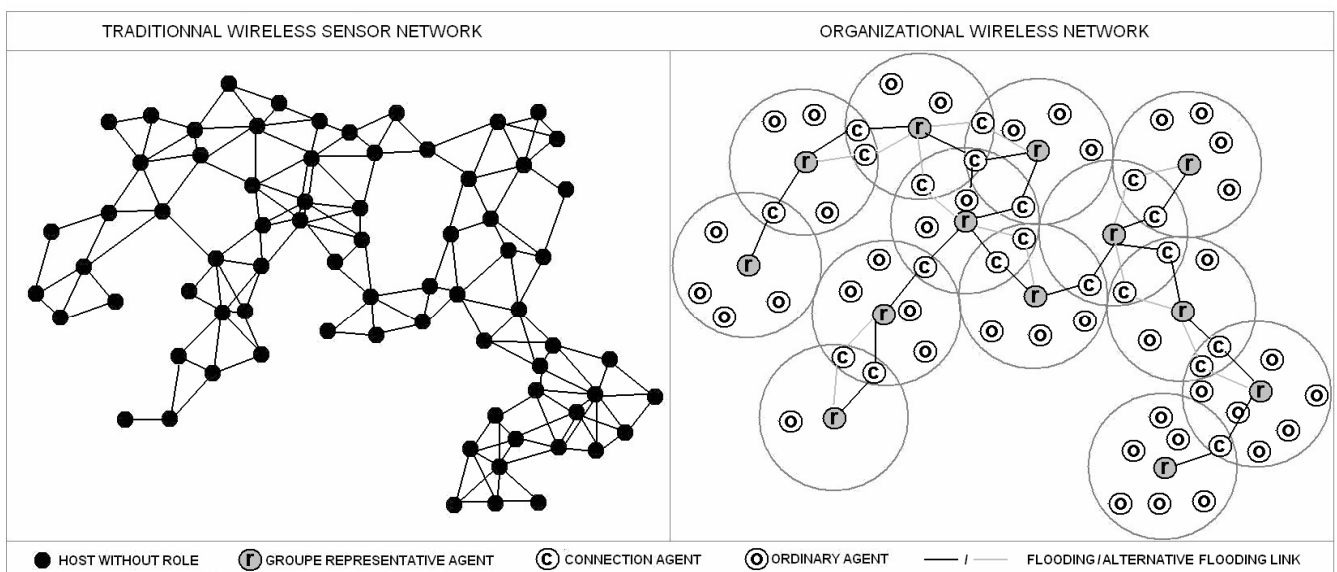 TRADITIONNAL WIRELESS SENSOR NETWORK
ORGANIZATIONAL WIRELESS NETWORK
o
o
o o o
o c o
c r o
o
c r o
r c r
c c o
o
c o c c
o o r c r
c
r o c c o
o o o r c c
o r o o r
o o o
c o c o
c c
o r o
o r o o
o o
o c o
r
o o o
HOST WITHOUT ROLE
r GROUPE REPRESENTATIVE AGENT
c CONNECTION AGENT
o ORDINARY AGENT
/ FLOODING/ALTERNATIVE FLOODING LINK